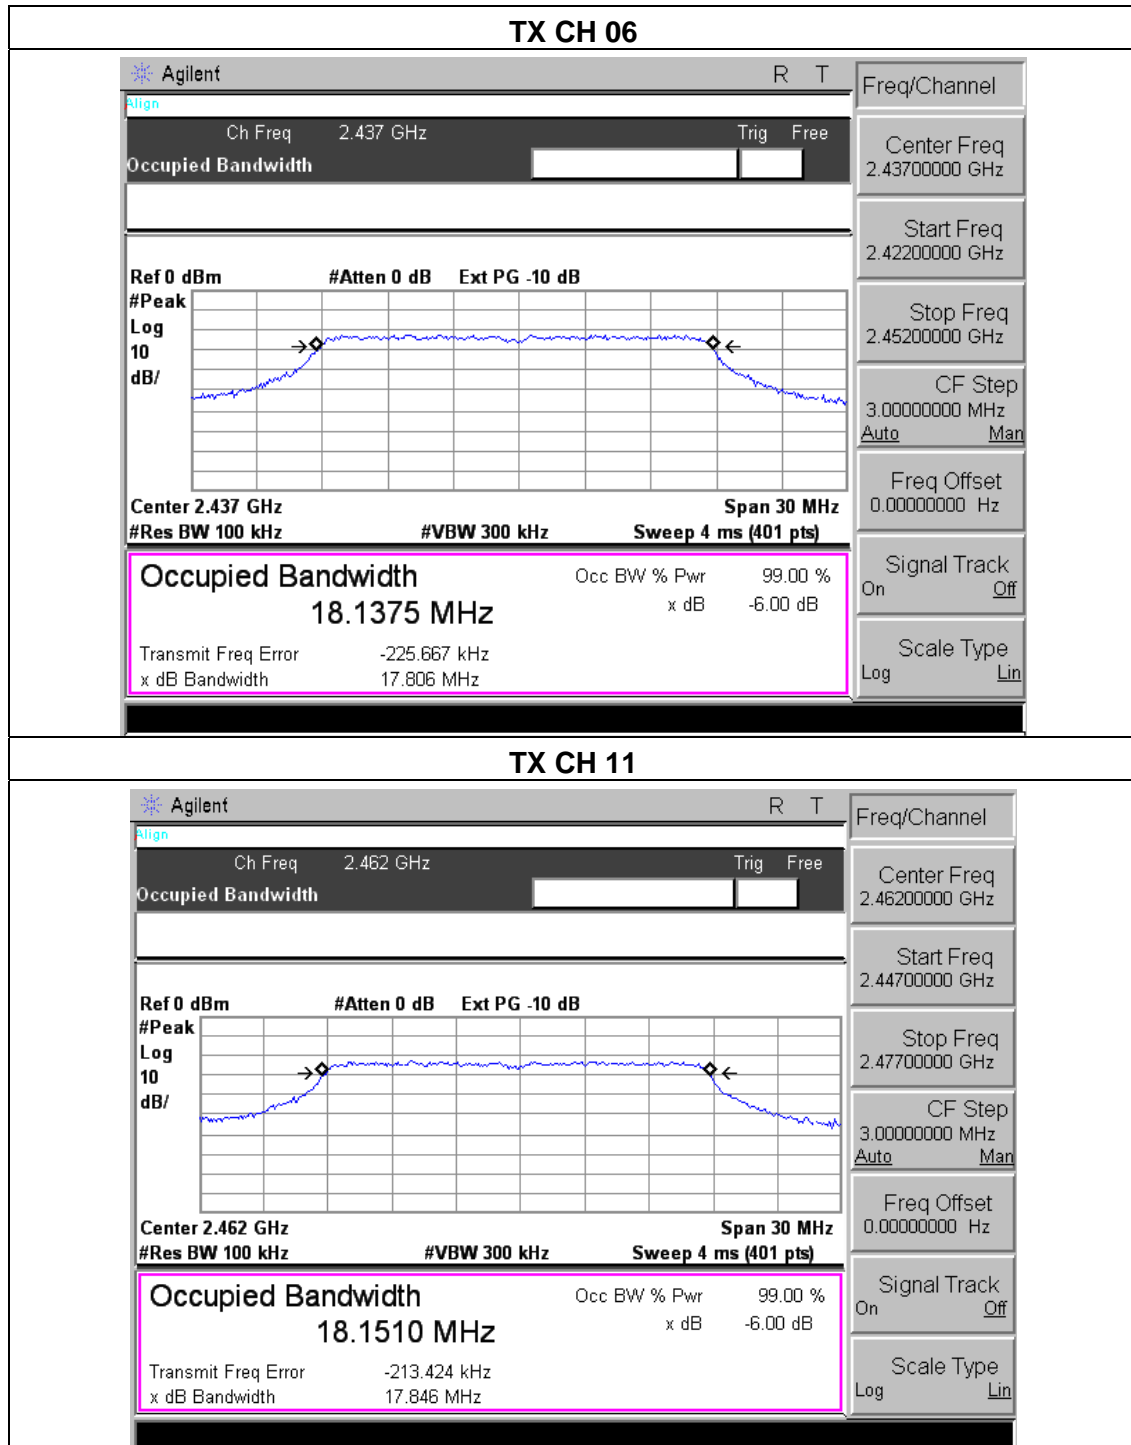 TX CH 06
Agilent R T
Freq/Channel
Align
Ch Freq 2.437 GHz Trig Free
Occupied Bandwidth
Center Freq
2.43700000 GHz
Start Freq
2.42200000 GHz
Ref 0 dBm #Atten 0 dB Ext PG -10 dB
#Peak
Log
10
dB/
Stop Freq
2.45200000 GHz
CF Step
3.00000000 MHz
Auto Man
Freq Offset
0.00000000 Hz
Center 2.437 GHz Span 30 MHz
#Res BW 100 kHz #VBW 300 kHz Sweep 4 ms (401 pts)
Signal Track
On Off
Occupied Bandwidth Occ BW % Pwr 99.00 %
18.1375 MHz x dB -6.00 dB
Transmit Freq Error -225.667 kHz
x dB Bandwidth 17.806 MHz
Scale Type
Log Lin
TX CH 11
Agilent R T
Freq/Channel
Align
Ch Freq 2.462 GHz Trig Free
Occupied Bandwidth
Center Freq
2.46200000 GHz
Start Freq
2.44700000 GHz
Ref 0 dBm #Atten 0 dB Ext PG -10 dB
#Peak
Log
10
dB/
Stop Freq
2.47700000 GHz
CF Step
3.00000000 MHz
Auto Man
Freq Offset
0.00000000 Hz
Center 2.462 GHz Span 30 MHz
#Res BW 100 kHz #VBW 300 kHz Sweep 4 ms (401 pts)
Signal Track
On Off
Occupied Bandwidth Occ BW % Pwr 99.00 %
18.1510 MHz x dB -6.00 dB
Transmit Freq Error -213.424 kHz
x dB Bandwidth 17.846 MHz
Scale Type
Log Lin